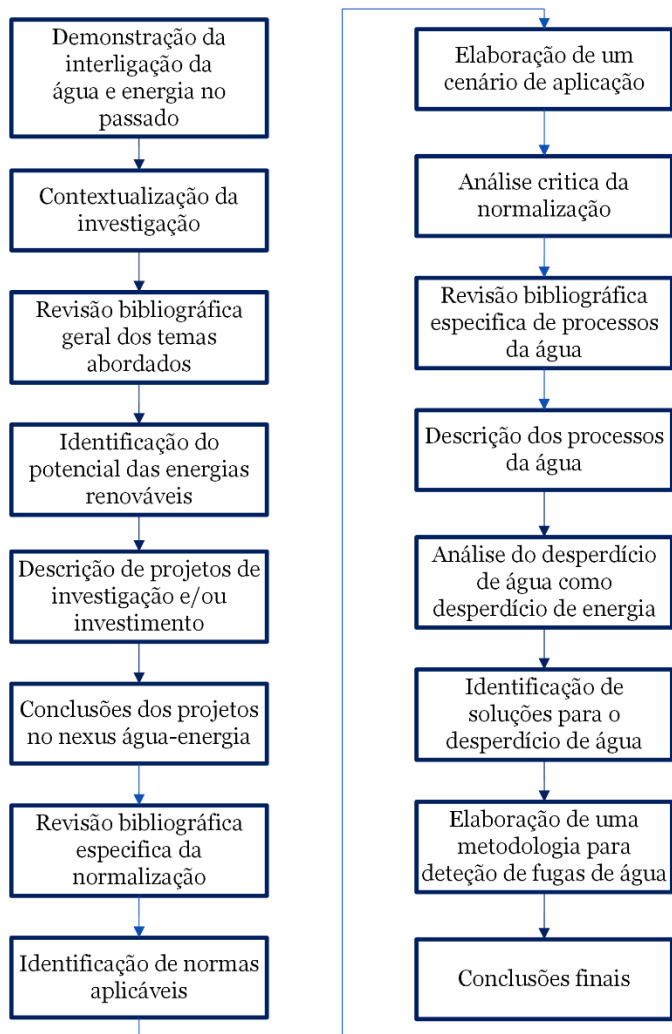 Demonstração da
interligação da
água e energia no
passado
Contextualização da
investigação
Revisão bibliográfica
geral dos temas
abordados
Identificação do
potencial das energias
renováveis
Descrição de projetos de
investigação e/ou
investimento
Conclusões dos projetos
no nexus água-energia
Revisão bibliográfica
especifica da
normalização
Identificação de normas
aplicáveis
Elaboração de um
cenário de aplicação
Análise critica da
normalização
Revisão bibliográfica
especifica de processos
da água
Descrição dos processos
da água
Análise do desperdício
de água como
desperdício de energia
Identificação de
soluções para o
desperdício de água
Elaboração de uma
metodologia para
deteção de fugas de água
Conclusões finais